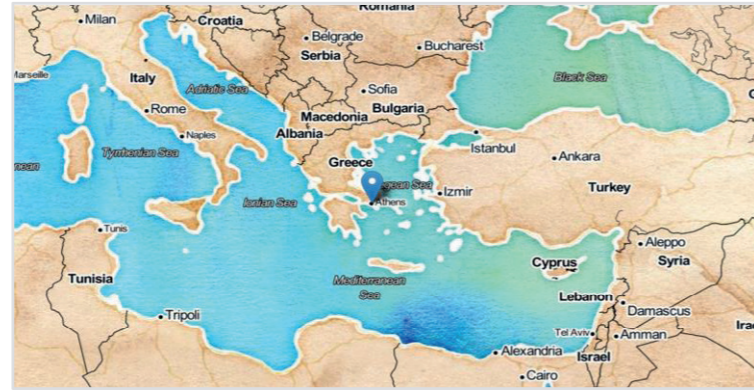 Romania
Croatia
Milan
Belgrade
Bucharest
Serbia
Black Sea
Marseille
Italy
Adriatic Sea
Sofia
Rome
Macedonia
Bulgaria
Naples
Albania
Istanbul
Tyrrhenian Sea
Greece
Ankara
Izmir
Turkey
Ionian Sea
Athens
Tunis
Aleppo
Cyprus
Syria
Tunisia
Mediterranean
Sea
Lebanon
Damascus
Tripoli
Tel Aviv
Amman
Alexandria
Israel
Cairo